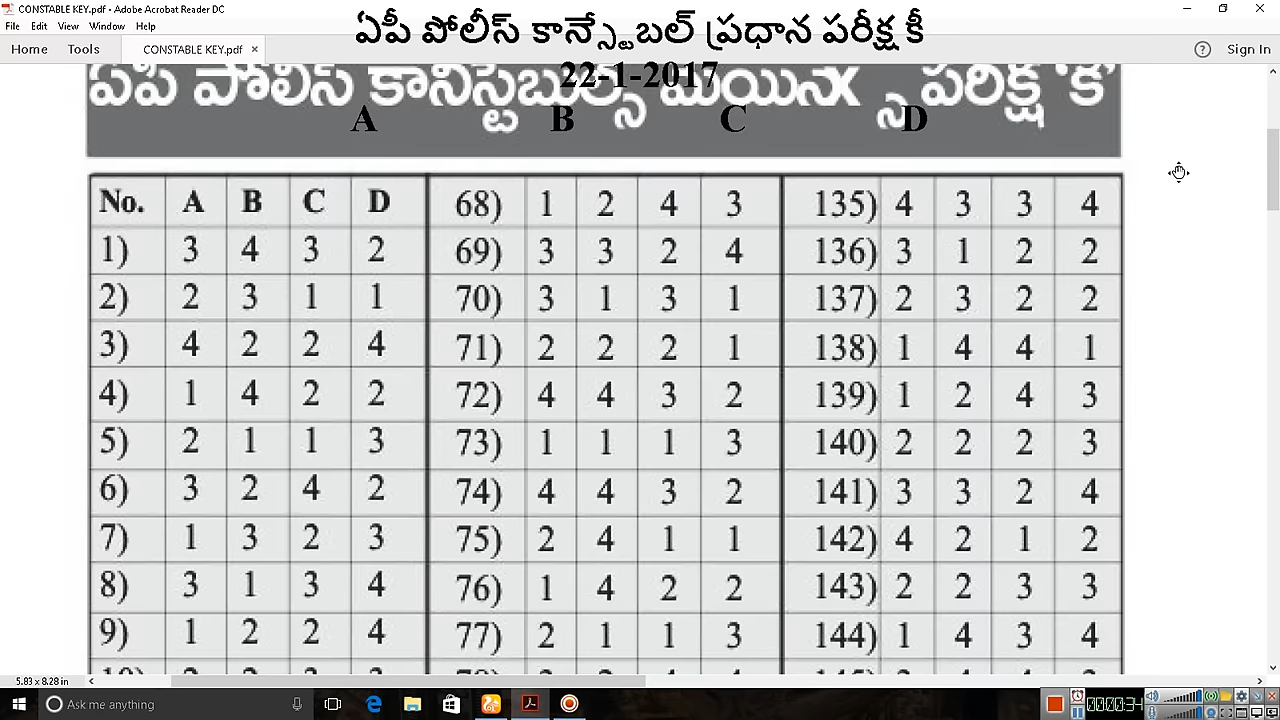 CONSTABLE KEY.pdf - Adobe Acrobat Reader DC
File Edit View Window Help
ఏపీ పోలీస్ కాన్స్టేబల్ ప్రధాన పరీక్ష కీ
Home Tools CONSTABLE KEY.pdf × ? Sign In
22-1-2017
ఏపీ పోలీస్ కానిస్టేబుల్స్ మెయిన్x్స పరీక్ష 'కీ'
A B C D
No. A B C D 68) 1 2 4 3 135) 4 3 3 4
1) 3 4 3 2 69) 3 3 2 4 136) 3 1 2 2
2) 2 3 1 1 70) 3 1 3 1 137) 2 3 2 2
3) 4 2 2 4 71) 2 2 2 1 138) 1 4 4 1
4) 1 4 2 2 72) 4 4 3 2 139) 1 2 4 3
5) 2 1 1 3 73) 1 1 1 3 140) 2 2 2 3
6) 3 2 4 2 74) 4 4 3 2 141) 3 3 2 4
7) 1 3 2 3 75) 2 4 1 1 142) 4 2 1 2
8) 3 1 3 4 76) 1 4 2 2 143) 2 2 3 3
9) 1 2 2 4 77) 2 1 1 3 144) 1 4 3 4
5.83 x 8.28 in
Ask me anything
00:00:34